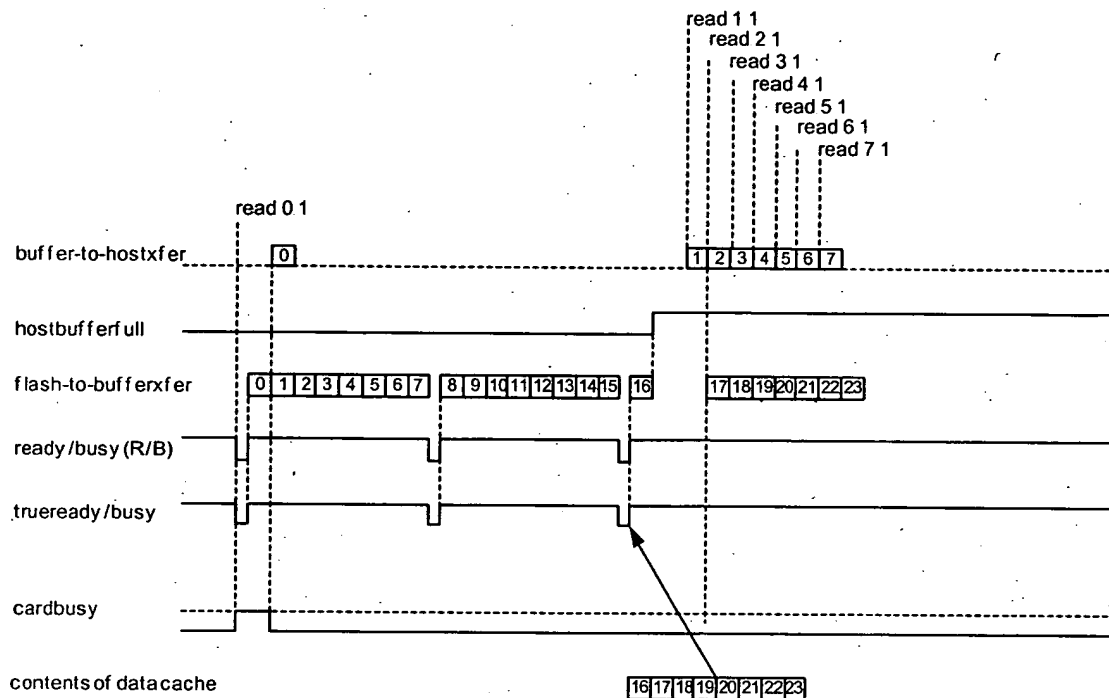 read 1 1
read 2 1
read 3 1
read 4 1
read 5 1
read 6 1
read 7 1
read 0 1
buffer-to-hostxfer 0 1 2 3 4 5 6 7
hostbufferfull
flash-to-bufferxfer 0 1 2 3 4 5 6 7 8 9 10 11 12 13 14 15 16 17 18 19 20 21 22 23
ready/busy (R/B)
trueready/busy
cardbusy
contents of datacache 16 17 18 19 20 21 22 23